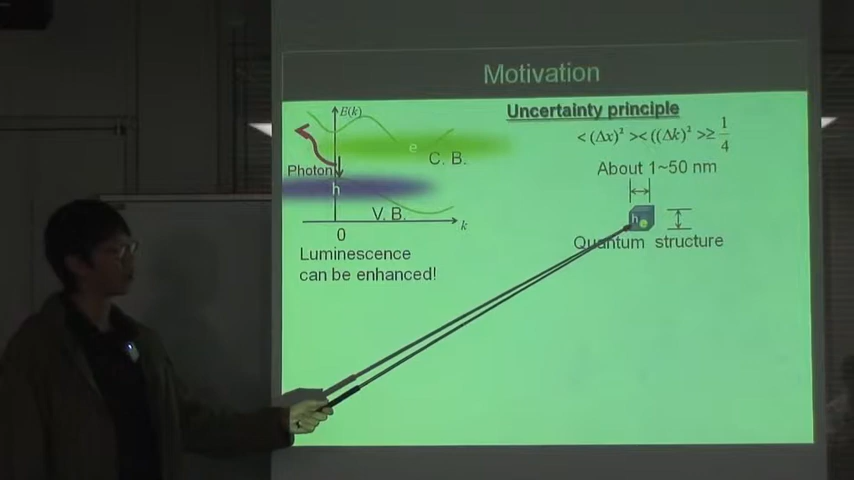 Motivation
E(k)
e
C. B.
Photon
h
V. B.
k
0
Luminescence
can be enhanced!
Uncertainty principle
< (Δx)² >< ((Δk)² >≥ 1/4
About 1~50 nm
h
e
Quantum structure